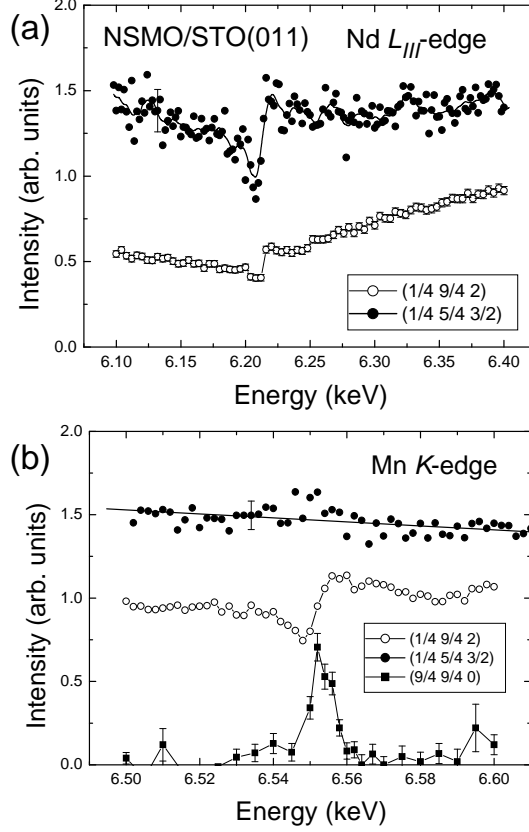 (a)
NSMO/STO(011) Nd L_III-edge
2.0
1.5
1.0
0.5
0.0
Intensity (arb. units)
(1/4 9/4 2)
(1/4 5/4 3/2)
6.10 6.15 6.20 6.25 6.30 6.35 6.40
Energy (keV)
(b)
Mn K-edge
2.0
1.5
1.0
0.5
0.0
Intensity (arb. units)
(1/4 9/4 2)
(1/4 5/4 3/2)
(9/4 9/4 0)
6.50 6.52 6.54 6.56 6.58 6.60
Energy (keV)